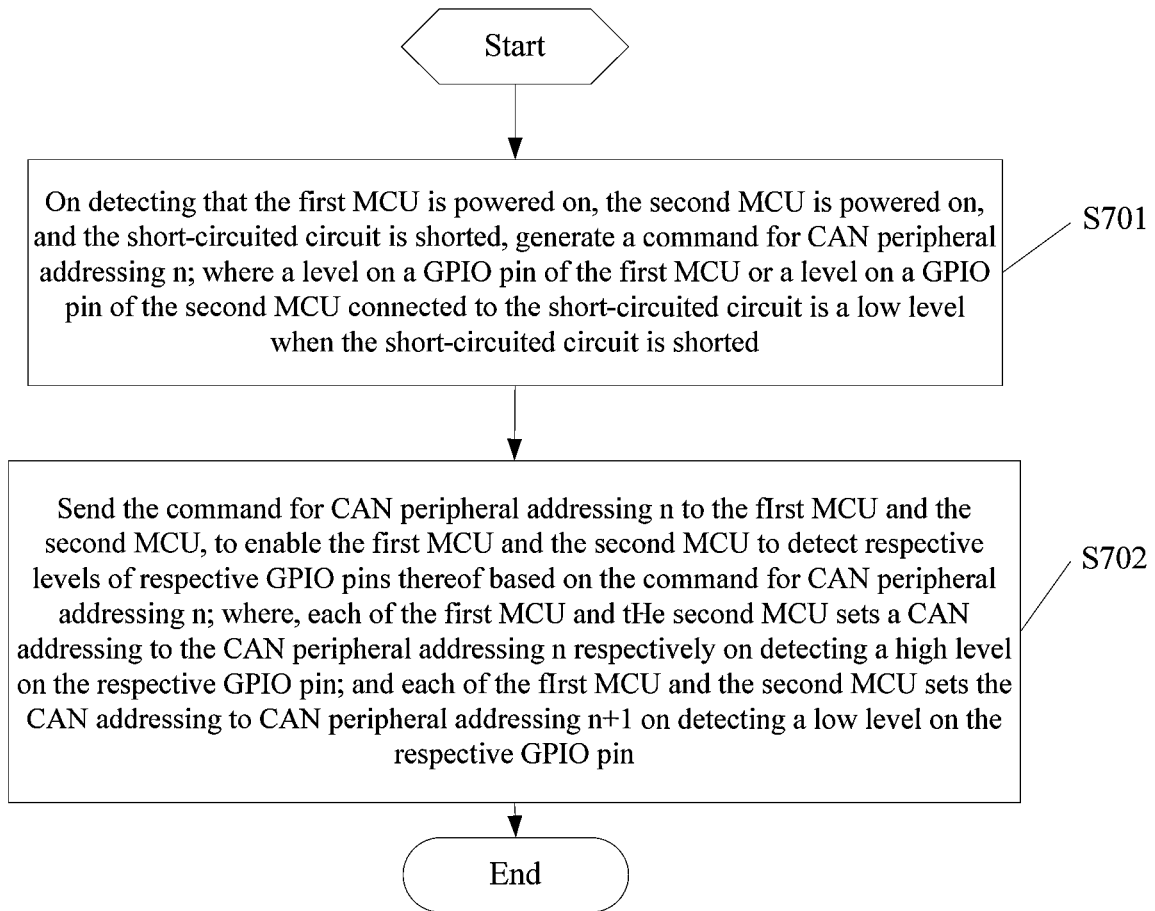 Start
On detecting that the first MCU is powered on, the second MCU is powered on,
and the short-circuited circuit is shorted, generate a command for CAN peripheral
addressing n; where a level on a GPIO pin of the first MCU or a level on a GPIO
pin of the second MCU connected to the short-circuited circuit is a low level
when the short-circuited circuit is shorted
S701
Send the command for CAN peripheral addressing n to the fIrst MCU and the
second MCU, to enable the first MCU and the second MCU to detect respective
levels of respective GPIO pins thereof based on the command for CAN peripheral
addressing n; where, each of the first MCU and tHe second MCU sets a CAN
addressing to the CAN peripheral addressing n respectively on detecting a high level
on the respective GPIO pin; and each of the fIrst MCU and the second MCU sets the
CAN addressing to CAN peripheral addressing n+1 on detecting a low level on the
respective GPIO pin
S702
End